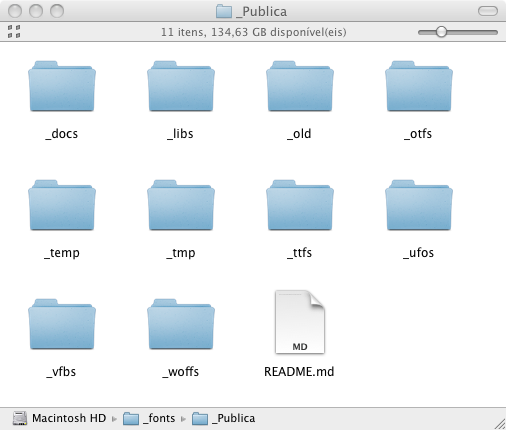 _Publica
11 itens, 134,63 GB disponível(eis)
_docs _libs _old _otfs
_temp _tmp _ttfs _ufos
MD
_vfbs _woffs README.md
Macintosh HD ▸ _fonts ▸ _Publica